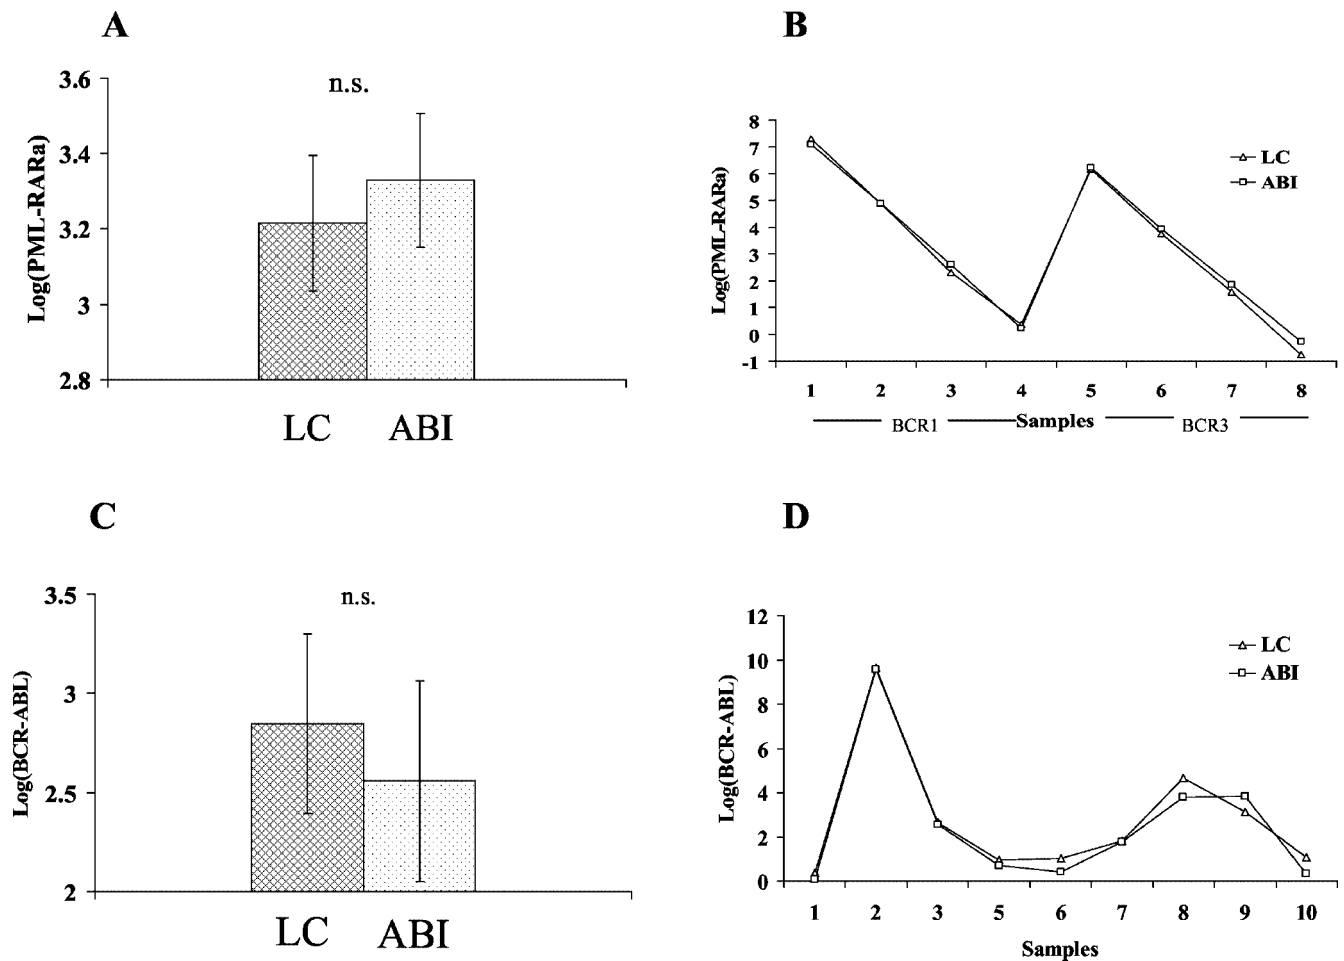 A
n.s.
3.6
3.4
3.2
3
2.8
Log(PML-RARa)
LC ABI
B
8
7
6
5
4
3
2
1
0
-1
Log(PML-RARa)
LC
ABI
1 2 3 4 5 6 7 8
BCR1 Samples BCR3
C
n.s.
3.5
3
2.5
2
Log(BCR-ABL)
LC ABI
D
12
10
8
6
4
2
0
Log(BCR-ABL)
LC
ABI
1 2 3 5 6 7 8 9 10
Samples